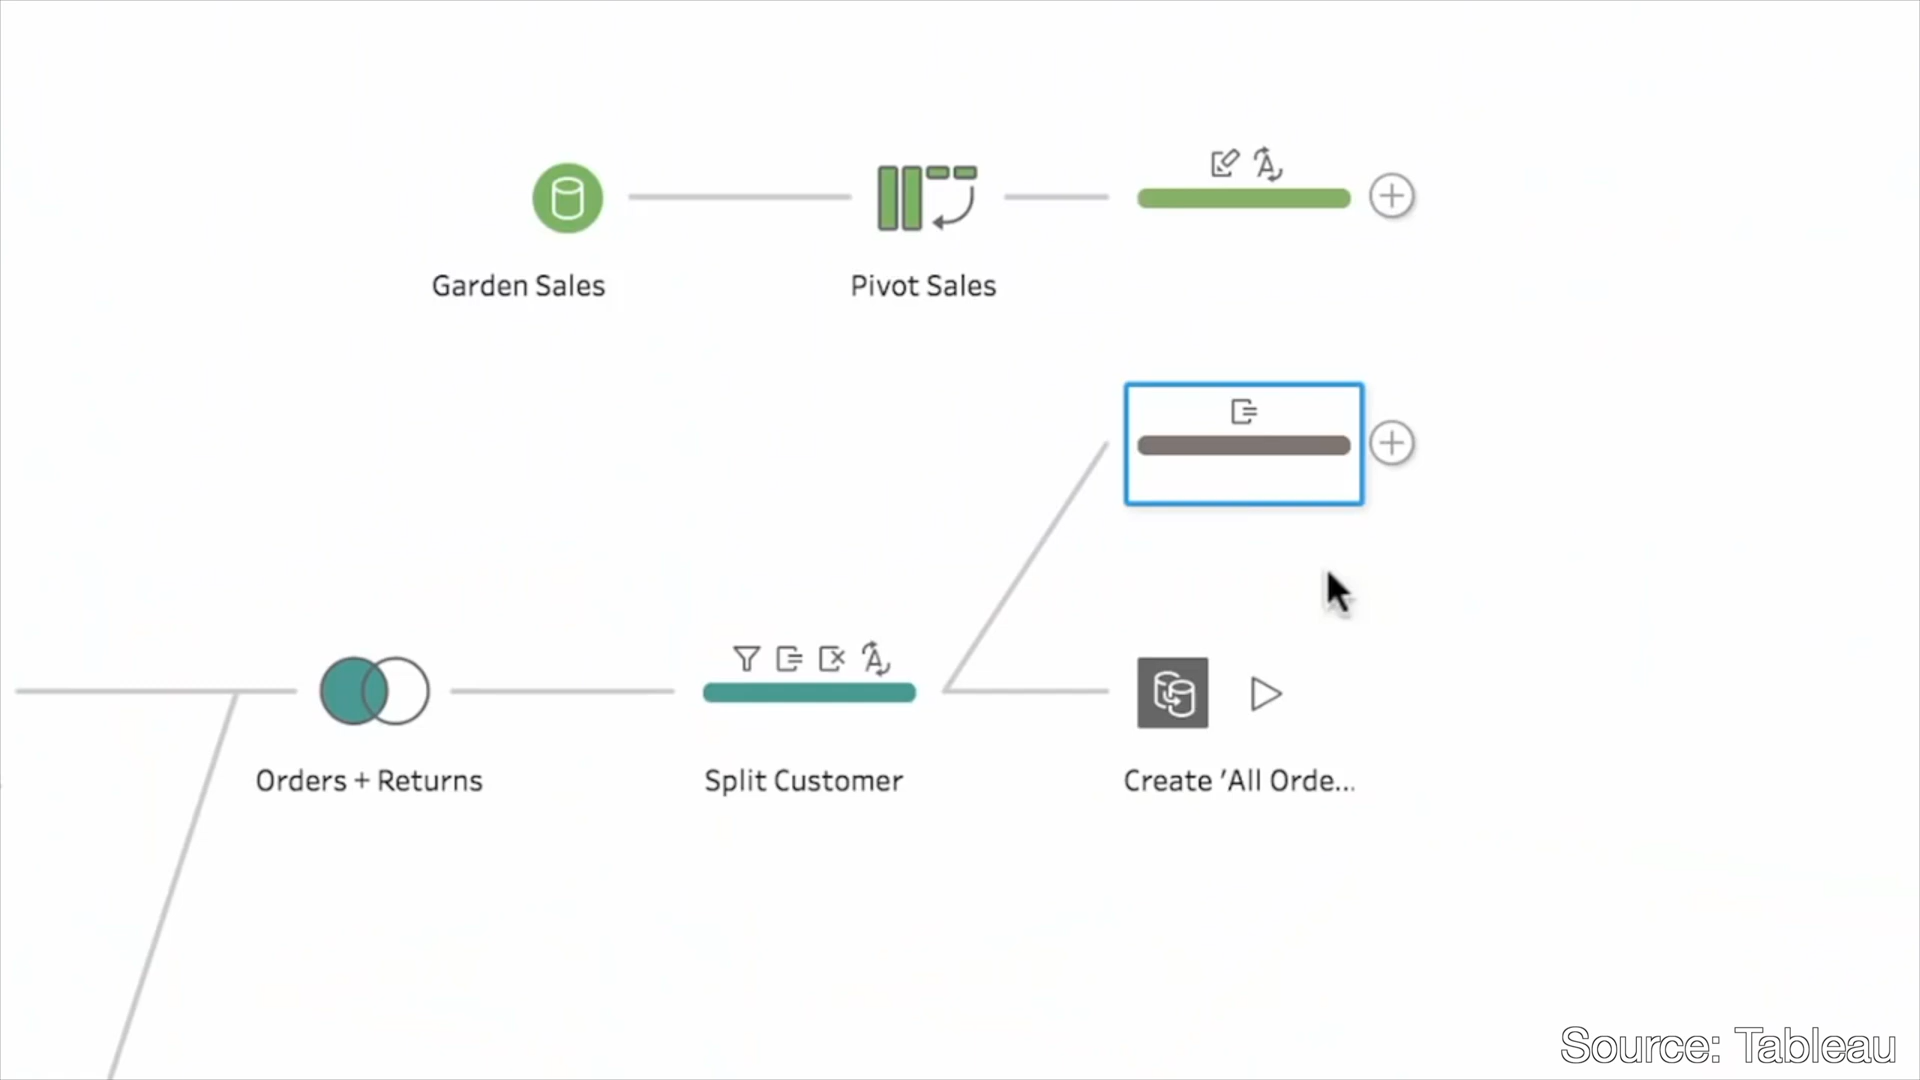 Garden Sales
Pivot Sales
Orders + Returns
Split Customer
Create 'All Orde...
Source: Tableau